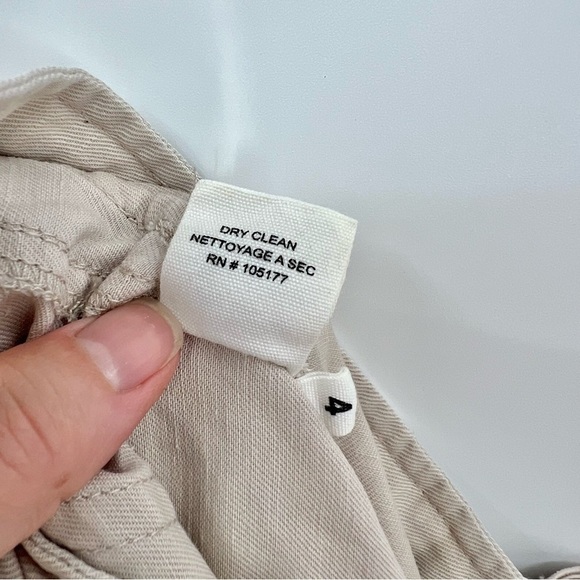 DRY CLEAN
NETTOYAGE A SEC
RN # 105177
4